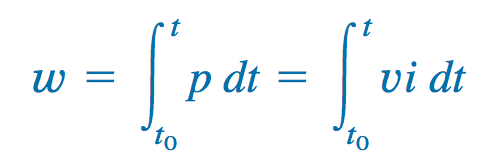 w = ∫_{t₀}^{t} p dt = ∫_{t₀}^{t} vi dt